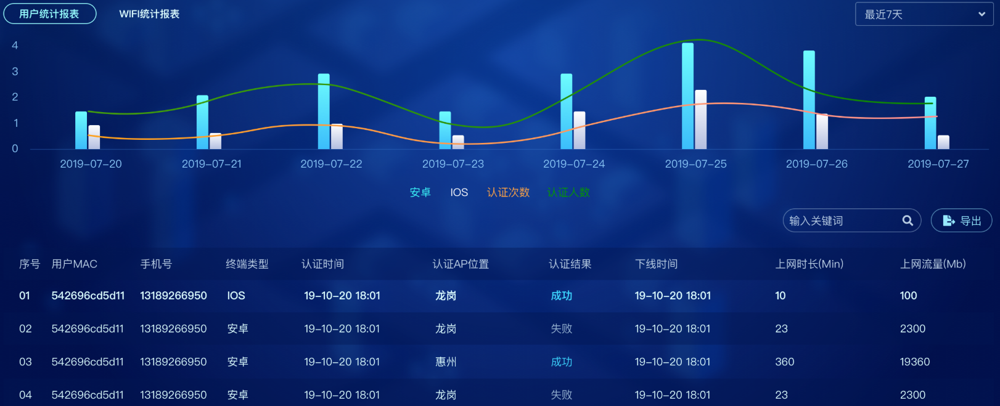 用户统计报表 WIFI统计报表 最近7天
4
3
2
1
0
2019-07-20 2019-07-21 2019-07-22 2019-07-23 2019-07-24 2019-07-25 2019-07-26 2019-07-27
安卓 IOS 认证次数 认证人数
输入关键词 导出
序号 用户MAC 手机号 终端类型 认证时间 认证AP位置 认证结果 下线时间 上网时长(Min) 上网流量(Mb)
01 542696cd5d11 13189266950 IOS 19-10-20 18:01 龙岗 成功 19-10-20 18:01 10 100
02 542696cd5d11 13189266950 安卓 19-10-20 18:01 龙岗 失败 19-10-20 18:01 23 2300
03 542696cd5d11 13189266950 安卓 19-10-20 18:01 惠州 成功 19-10-20 18:01 360 19360
04 542696cd5d11 13189266950 安卓 19-10-20 18:01 龙岗 失败 19-10-20 18:01 23 2300